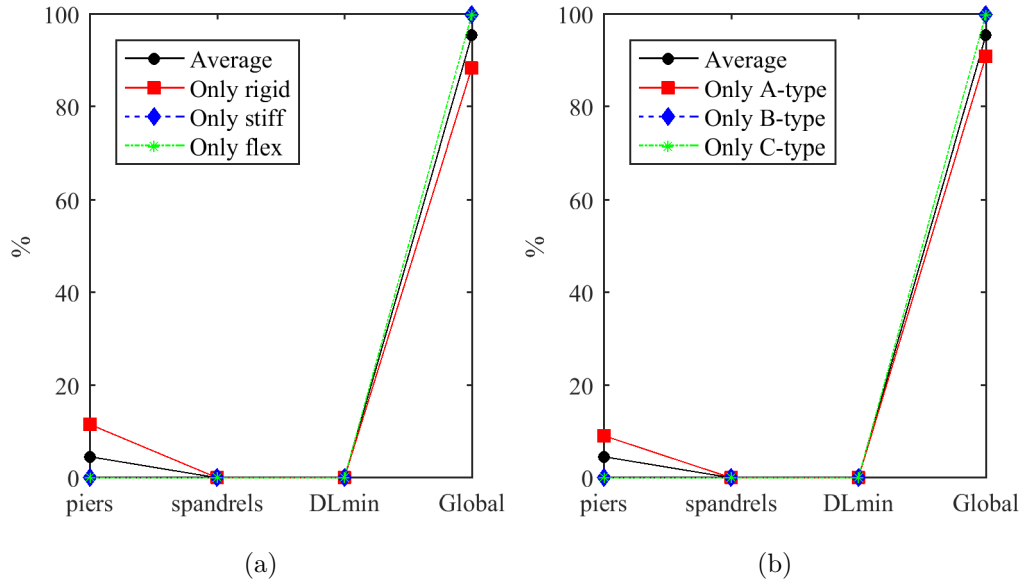 100
80
60
40
20
0
%
Average
Only rigid
Only stiff
Only flex
piers spandrels DLmin Global
(a)
100
80
60
40
20
0
%
Average
Only A-type
Only B-type
Only C-type
piers spandrels DLmin Global
(b)